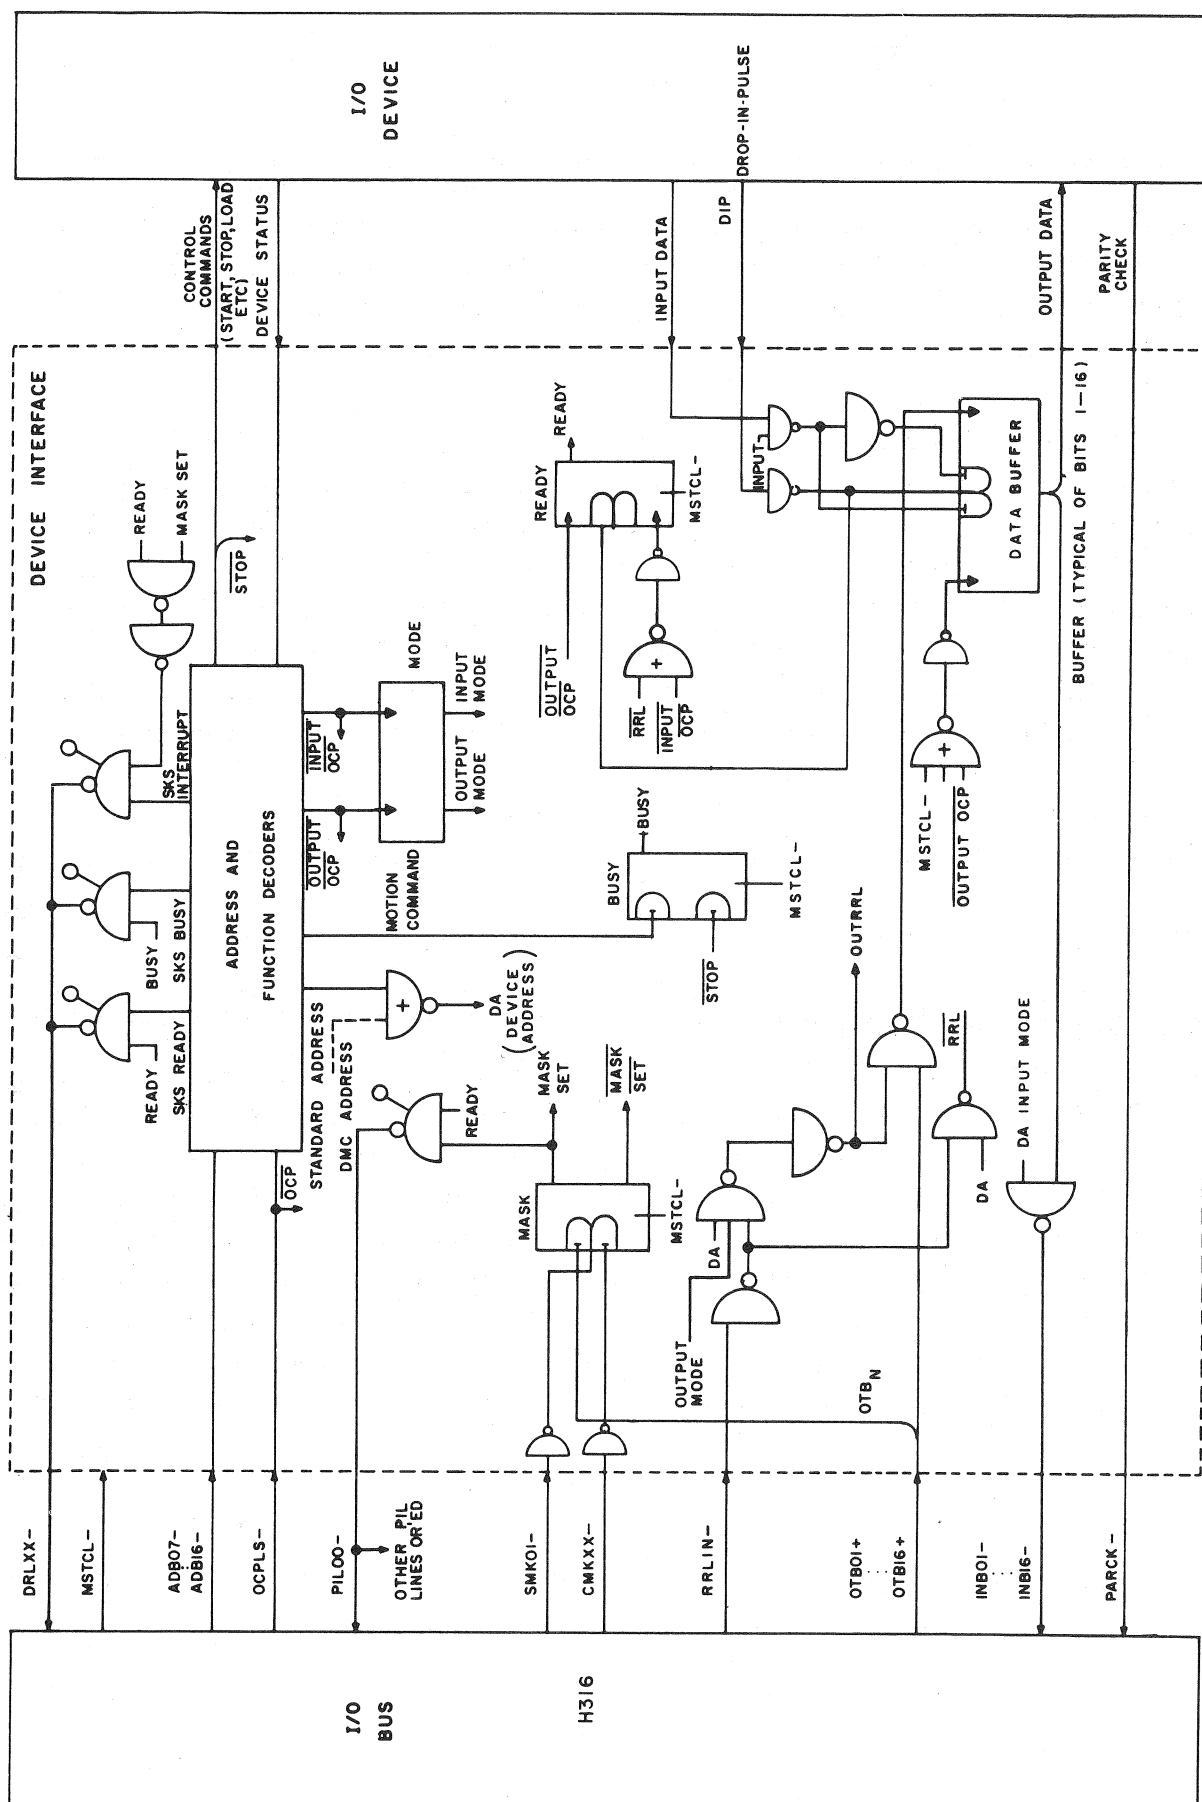 I/O
BUS
H316
DRLXX-
MSTCL-
ADB07-
ADB16-
OCPLS-
PIL00-
OTHER PIL
LINES OR'ED
SMK01-
CMKXX-
RRLIN-
OTB01+
OTB16+
INB01-
INB16-
PARCK-
DEVICE INTERFACE
READY
SKS READY
BUSY
SKS BUSY
SKS
INTERRUPT
READY
MASK SET
ADDRESS AND
FUNCTION DECODERS
OCP
STOP
STANDARD ADDRESS
DMC ADDRESS
DA
(DEVICE
ADDRESS)
MOTION
COMMAND
OUTPUT
OCP
INPUT
OCP
MODE
OUTPUT
MODE
INPUT
MODE
READY
MASK
MASK
SET
MASK
SET
MSTCL-
BUSY
BUSY
STOP
MSTCL-
OUTPUT
OCP
RRL
INPUT
OCP
READY
READY
MSTCL-
OUTPUT
MODE
DA
OUTRRL
OTBN
DA
RRL
DA INPUT MODE
MSTCL-
OUTPUT OCP
INPUT
DATA BUFFER
BUFFER (TYPICAL OF BITS 1-16)
CONTROL
COMMANDS
(START, STOP, LOAD
ETC)
DEVICE STATUS
INPUT DATA
DIP
DROP-IN-PULSE
OUTPUT DATA
PARITY
CHECK
I/O
DEVICE